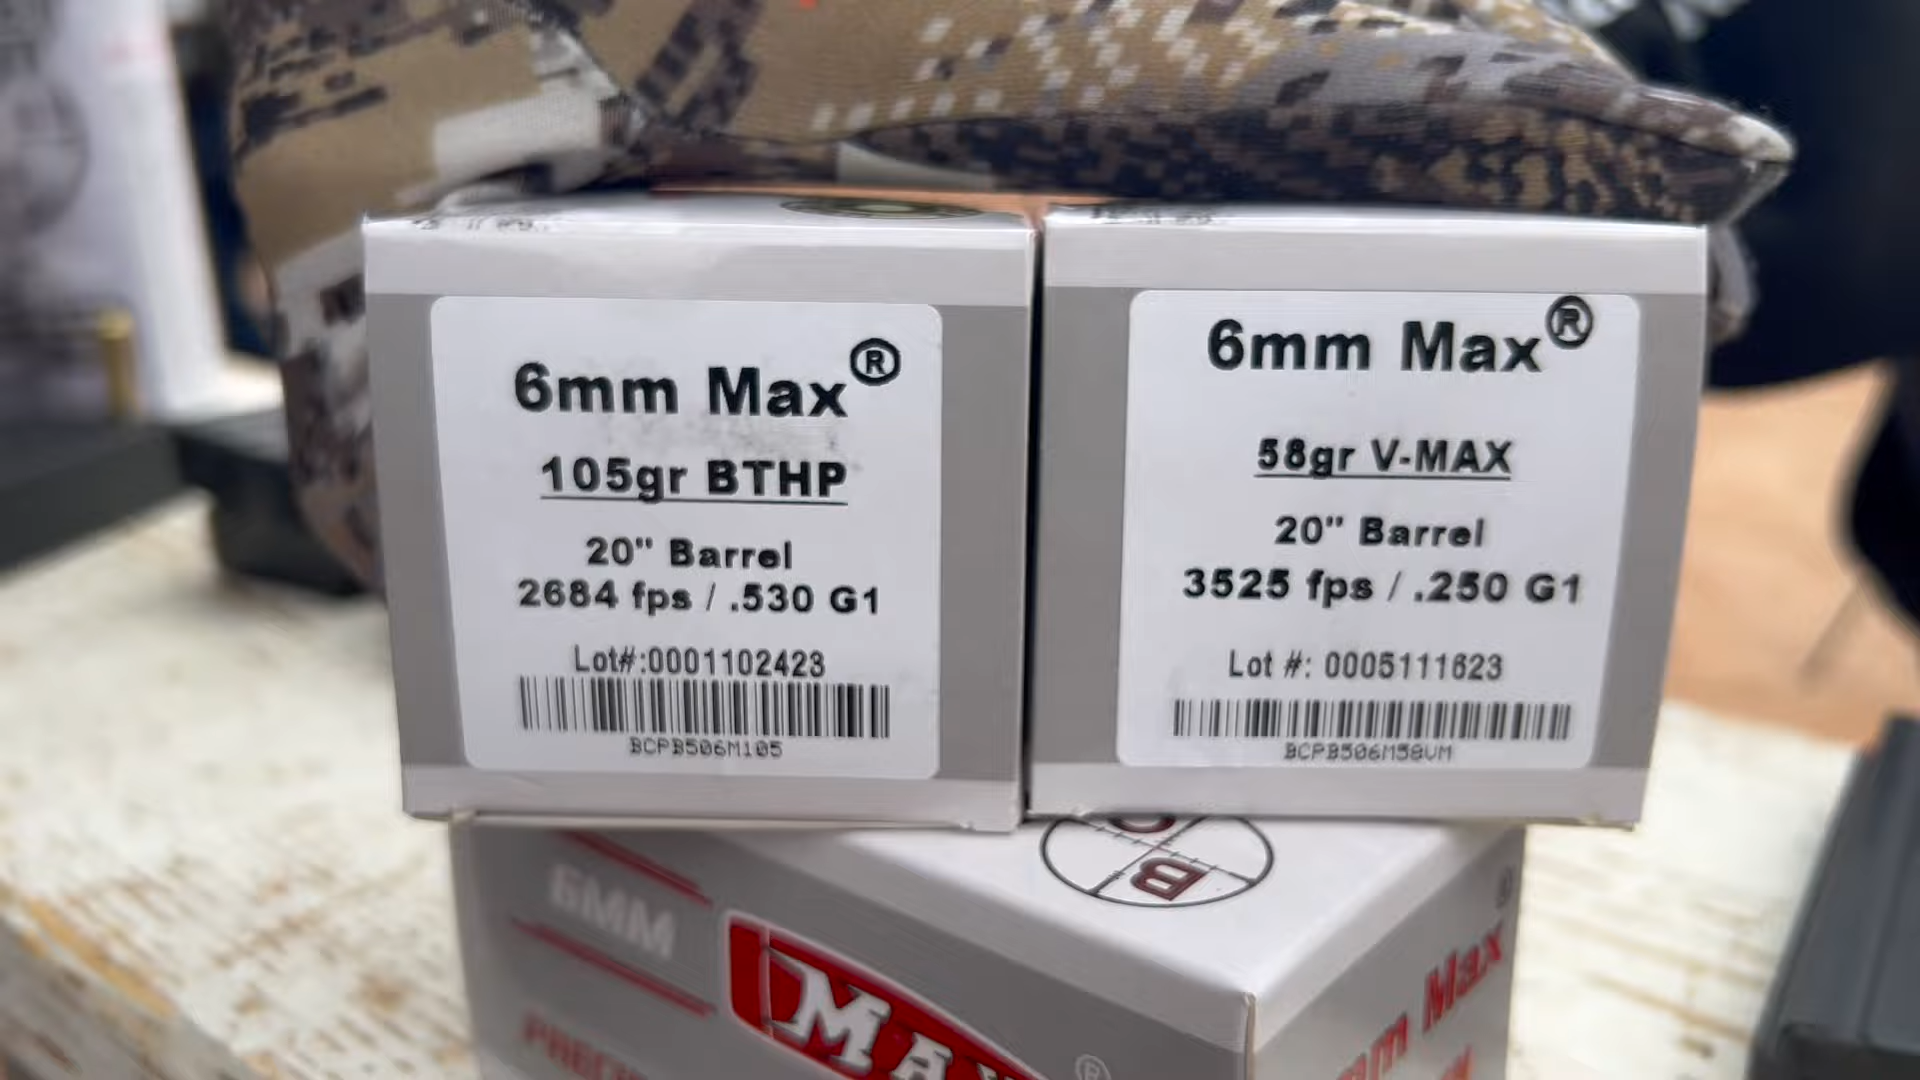 6mm Max®
105gr BTHP
20" Barrel
2684 fps / .530 G1
Lot#:0001102423
BCPB506M105
6mm Max®
58gr V-MAX
20" Barrel
3525 fps / .250 G1
Lot #: 0005111623
BCPB506M58VM
B
6MM
MAX
®
mm Max